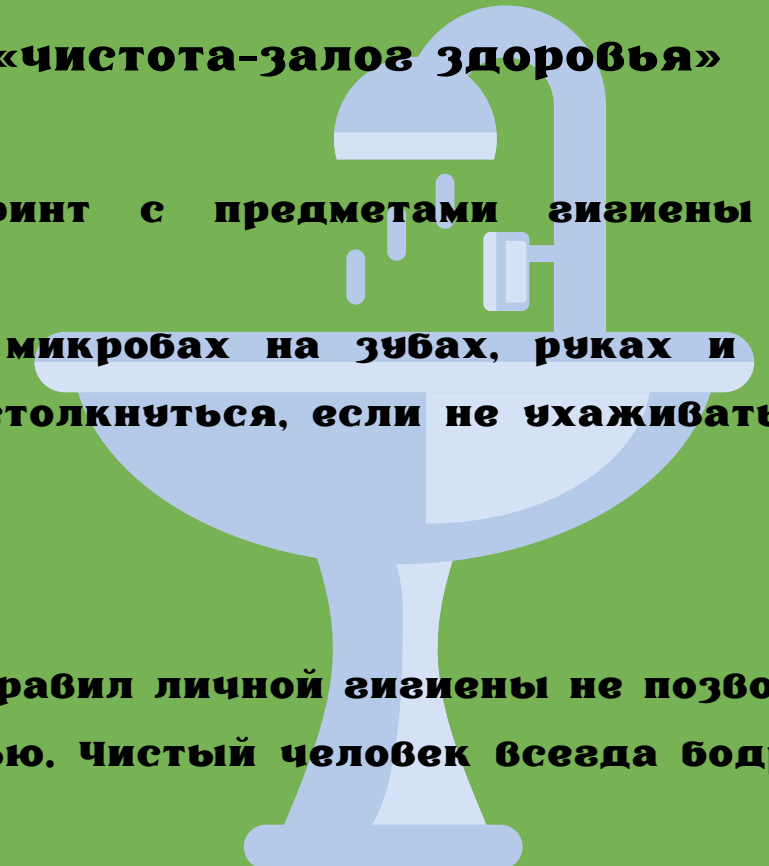 «чистота-залог здоровья»
ринт с предметами гигиены
микробах на зубах, руках и
столкнуться, если не ухаживать
равил личной гигиены не позво
ью. Чистый человек всегда бод